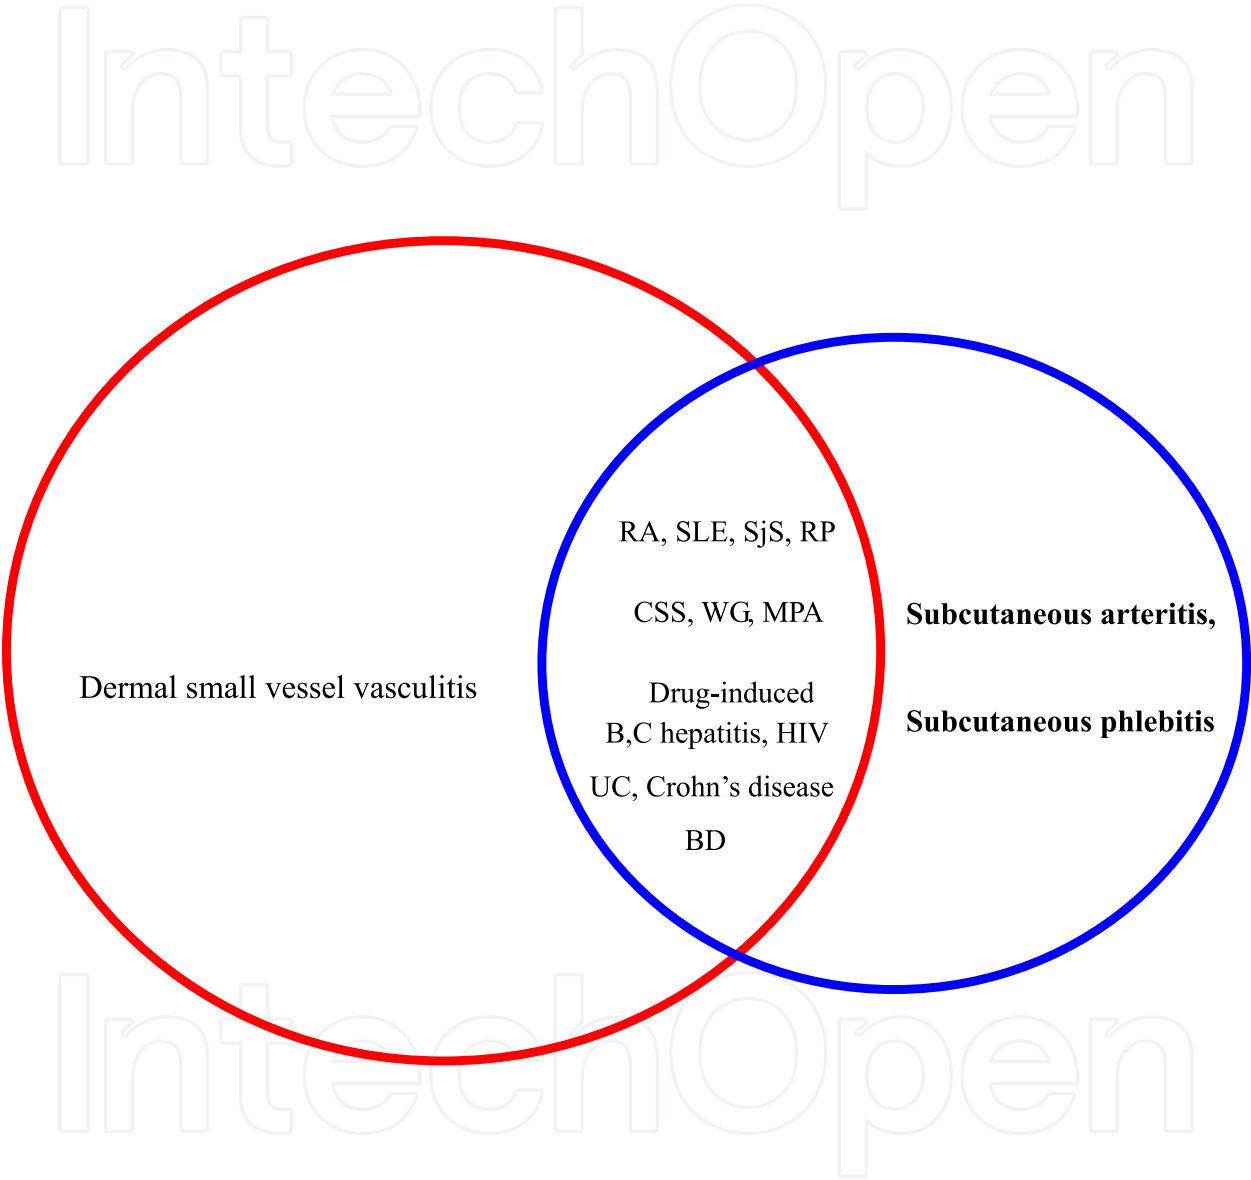 IntechOpen
RA, SLE, SjS, RP
CSS, WG, MPA
Subcutaneous arteritis,
Dermal small vessel vasculitis
Drug-induced
Subcutaneous phlebitis
B,C hepatitis, HIV
UC, Crohn’s disease
BD
IntechOpen